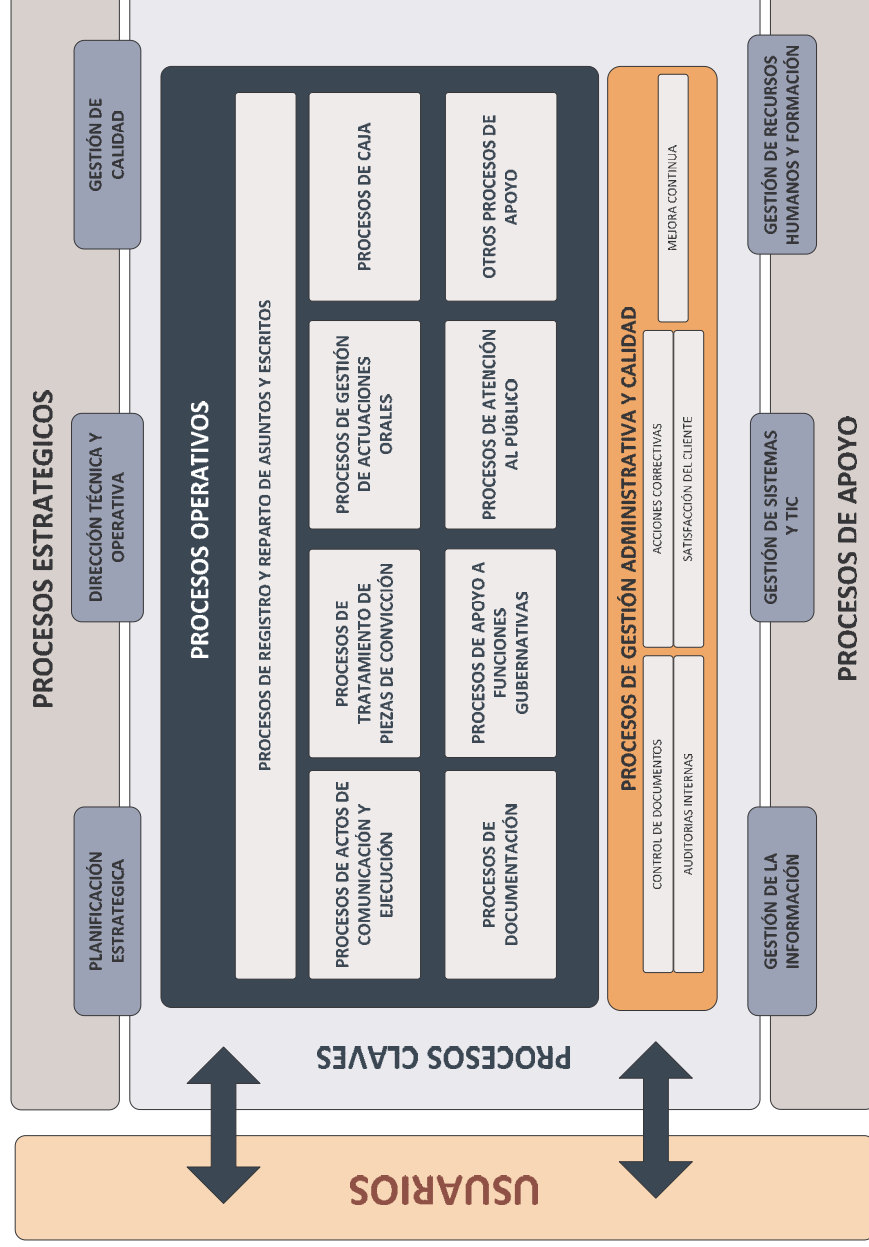 PROCESOS ESTRATEGICOS
PLANIFICACIÓN
ESTRATEGICA
DIRECCIÓN TÉCNICA Y
OPERATIVA
GESTIÓN DE
CALIDAD
USUARIOS
PROCESOS CLAVES
PROCESOS OPERATIVOS
PROCESOS DE REGISTRO Y REPARTO DE ASUNTOS Y ESCRITOS
PROCESOS DE ACTOS DE
COMUNICACIÓN Y
EJECUCIÓN
PROCESOS DE
TRATAMIENTO DE
PIEZAS DE CONVICCIÓN
PROCESOS DE GESTIÓN
DE ACTUACIONES
ORALES
PROCESOS DE CAJA
PROCESOS DE
DOCUMENTACIÓN
PROCESOS DE APOYO A
FUNCIONES
GUBERNATIVAS
PROCESOS DE ATENCIÓN
AL PÚBLICO
OTROS PROCESOS DE
APOYO
PROCESOS DE GESTIÓN ADMINISTRATIVA Y CALIDAD
CONTROL DE DOCUMENTOS
AUDITORIAS INTERNAS
ACCIONES CORRECTIVAS
SATISFACCIÓN DEL CLIENTE
MEJORA CONTINUA
GESTIÓN DE LA
INFORMACIÓN
GESTIÓN DE SISTEMAS
Y TIC
GESTIÓN DE RECURSOS
HUMANOS Y FORMACIÓN
PROCESOS DE APOYO